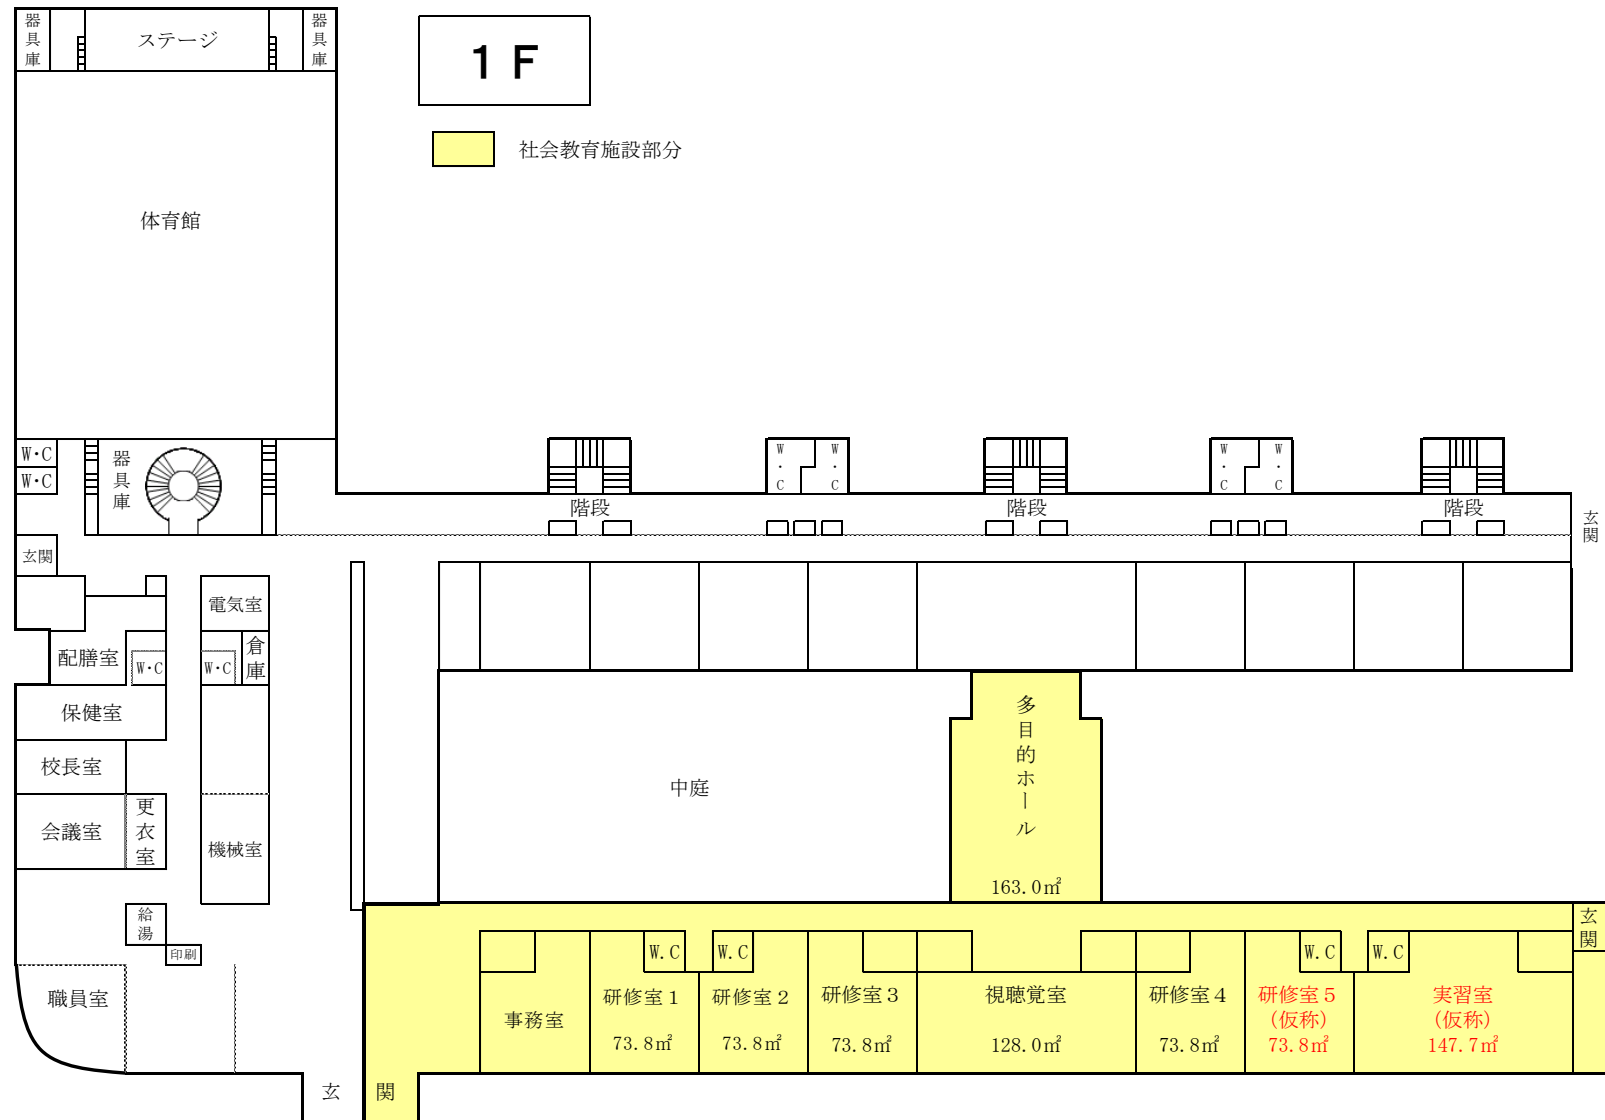 器具庫
ステージ
器具庫
1 F
社会教育施設部分
体育館
W・C
W・C
器具庫
W・C
W・C
W・C
W・C
階段
階段
階段
玄関
玄関
電気室
倉庫
配膳室
W・C
W・C
保健室
校長室
会議室
更衣室
機械室
中庭
多目的ホール
163.0㎡
給湯
印刷
職員室
玄関
W.C
W.C
W.C
W.C
事務室
研修室1
73.8㎡
研修室2
73.8㎡
研修室3
73.8㎡
視聴覚室
128.0㎡
研修室4
73.8㎡
研修室5
(仮称)
73.8㎡
実習室
(仮称)
147.7㎡
玄関